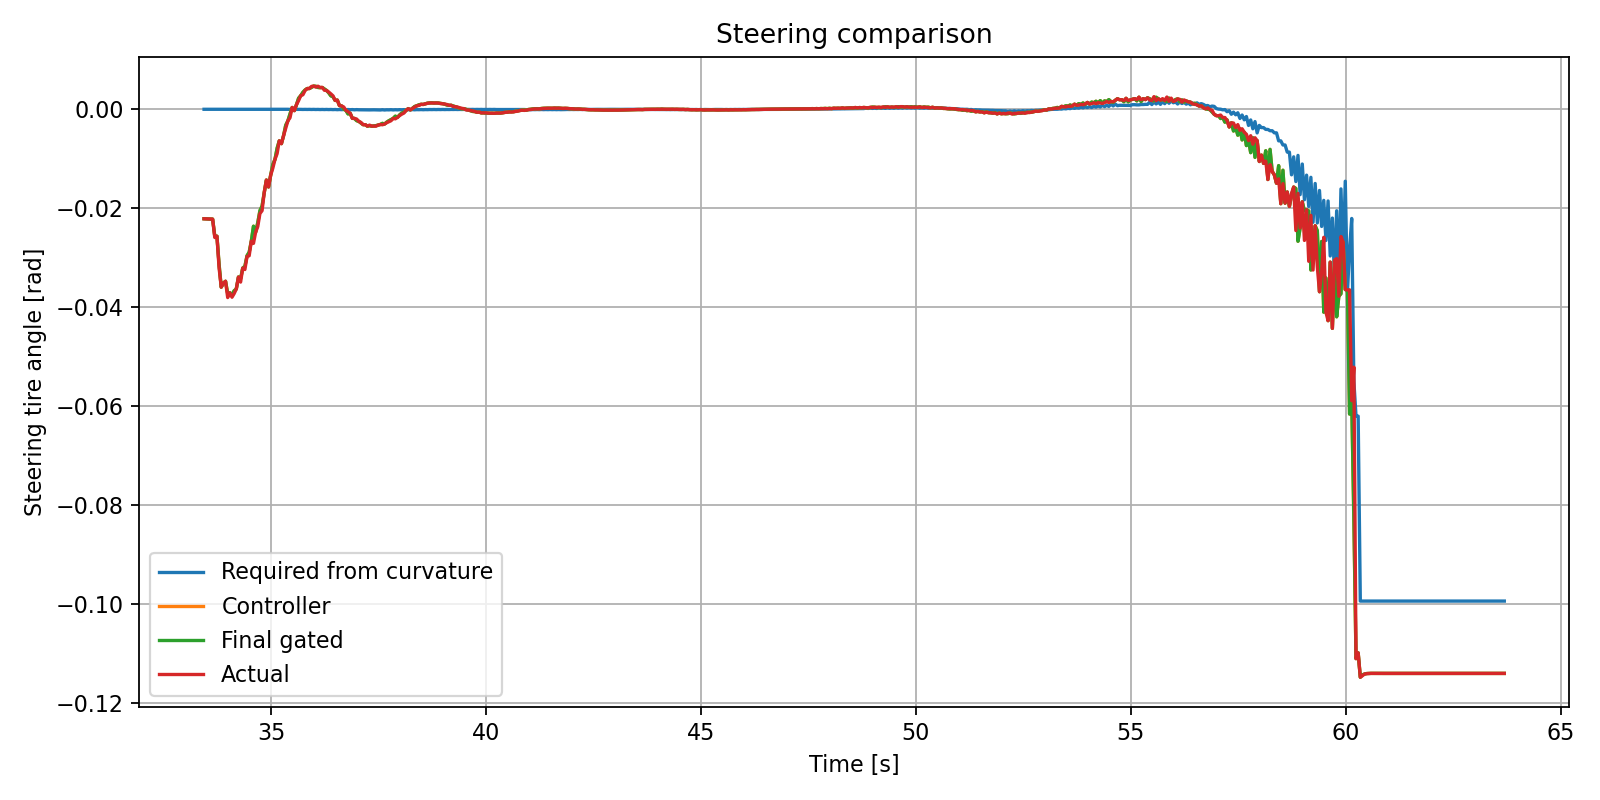 Steering comparison
Steering tire angle [rad]
0.00
−0.02
−0.04
−0.06
−0.08
−0.10
−0.12
Required from curvature
Controller
Final gated
Actual
35
40
45
50
55
60
65
Time [s]